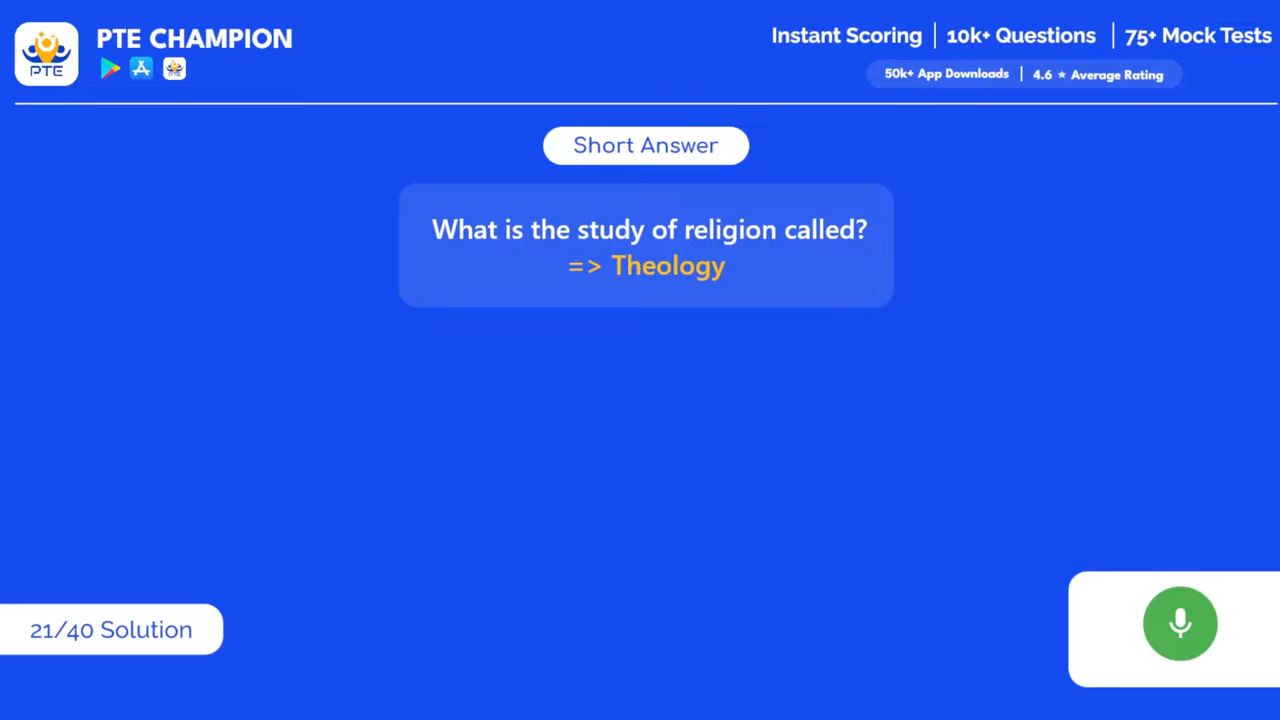 PTE CHAMPION
PTE
Instant Scoring | 10k+ Questions | 75+ Mock Tests
50k+ App Downloads | 4.6 ★ Average Rating
Short Answer
What is the study of religion called?
=> Theology
21/40 Solution